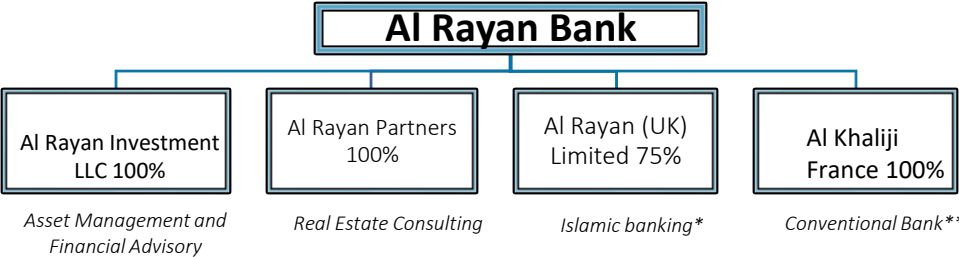 Al Rayan Bank
Al Rayan Investment
LLC 100%
Al Rayan Partners
100%
Al Rayan (UK)
Limited 75%
Al Khaliji
France 100%
Asset Management and
Financial Advisory
Real Estate Consulting
Islamic banking*
Conventional Bank**